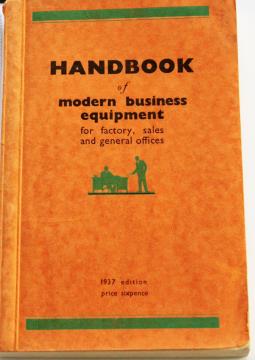 HANDBOOK
of
modern business
equipment
for factory, sales
and general offices
1937 edition
price sixpence